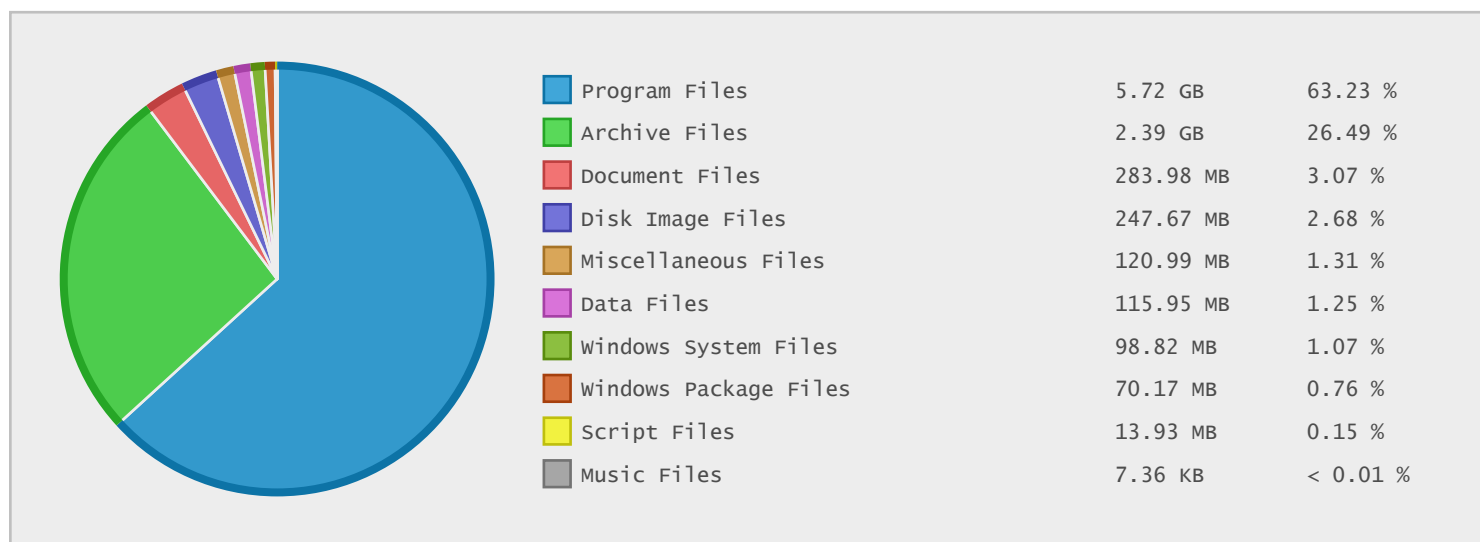 Program Files 5.72 GB 63.23 %
Archive Files 2.39 GB 26.49 %
Document Files 283.98 MB 3.07 %
Disk Image Files 247.67 MB 2.68 %
Miscellaneous Files 120.99 MB 1.31 %
Data Files 115.95 MB 1.25 %
Windows System Files 98.82 MB 1.07 %
Windows Package Files 70.17 MB 0.76 %
Script Files 13.93 MB 0.15 %
Music Files 7.36 KB < 0.01 %